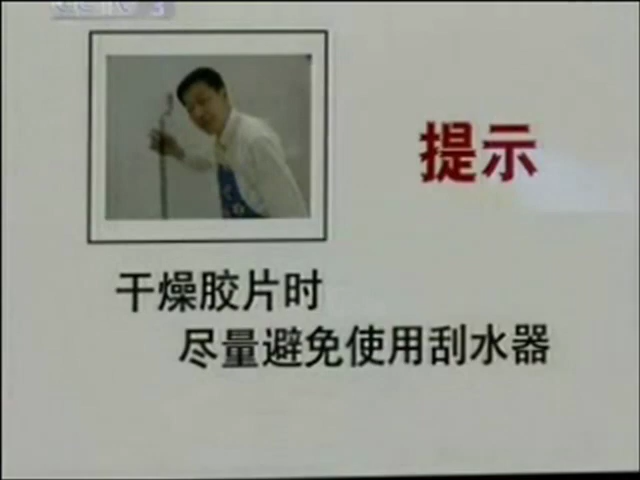 提示
干燥胶片时
尽量避免使用刮水器